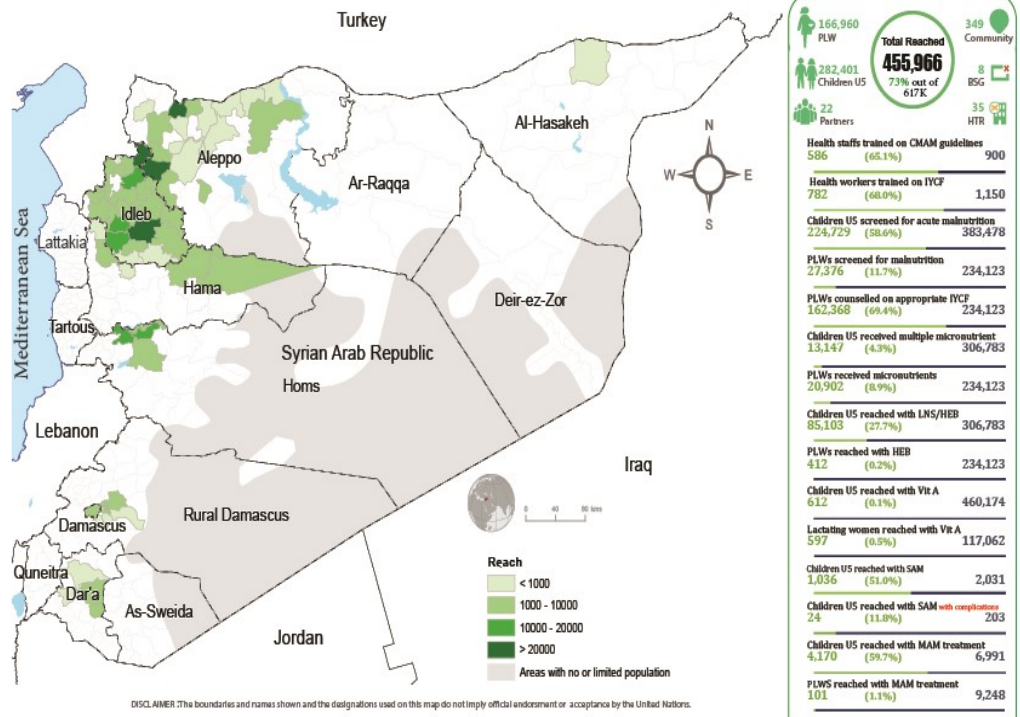 Turkey
Mediterranean Sea
Al-Hasakeh
Aleppo
Ar-Raqqa
N
W
E
S
Idleb
Lattakia
Hama
Deir-ez-Zor
Tartous
Syrian Arab Republic
Homs
Lebanon
Iraq
Damascus
Rural Damascus
0 40 80 kms
Quneitra
Dar'a
As-Sweida
Jordan
Reach
< 1000
1000 - 10000
10000 - 20000
> 20000
Areas with no or limited population
DISCLAIMER :The boundaries and names shown and the designations used on this map do not imply official endorsment or acceptance by the United Nations.
166,960
PLW
282,401
Children U5
22
Partners
Total Reached
455,966
73% out of
617K
349
Community
8
BSG
35
HTR
Health staffs trained on CMAM guidelines
586 (65.1%) 900
Health workers trained on IYCF
782 (68.0%) 1,150
Children U5 screened for acute malnutrition
224,729 (58.6%) 383,478
PLWs screened for malnutrition
27,376 (11.7%) 234,123
PLWs counselled on appropriate IYCF
162,368 (69.4%) 234,123
Children U5 received multiple micronutrient
13,147 (4.3%) 306,783
PLWs received micronutrients
20,902 (8.9%) 234,123
Children U5 reached with LNS/HEB
85,103 (27.7%) 306,783
PLWs reached with HEB
412 (0.2%) 234,123
Children U5 reached with Vit A
612 (0.1%) 460,174
Lactating women reached with Vit A
597 (0.5%) 117,062
Children U5 reached with SAM
1,036 (51.0%) 2,031
Children U5 reached with SAM with complications
24 (11.8%) 203
Children U5 reached with MAM treatment
4,170 (59.7%) 6,991
PLWS reached with MAM treatment
101 (1.1%) 9,248